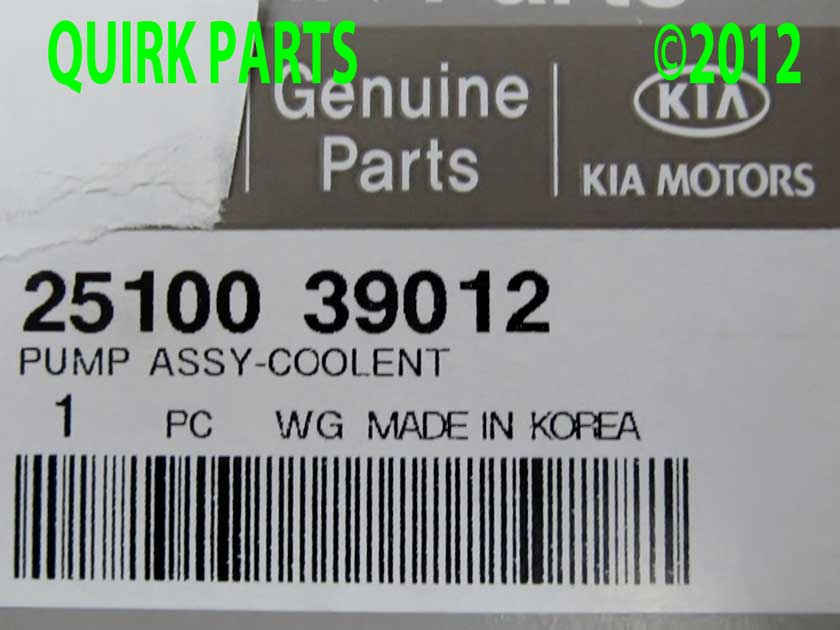 Parts
QUIRK PARTS ©2012
Genuine
Parts
KIA
KIA MOTORS
25100 39012
PUMP ASSY-COOLENT
1 PC WG MADE IN KOREA